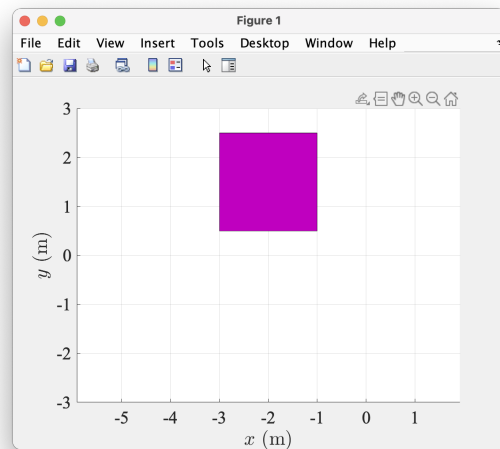 Figure 1
File Edit View Insert Tools Desktop Window Help
3
2
1
0
-1
-2
-3
y (m)
-5 -4 -3 -2 -1 0 1
x (m)